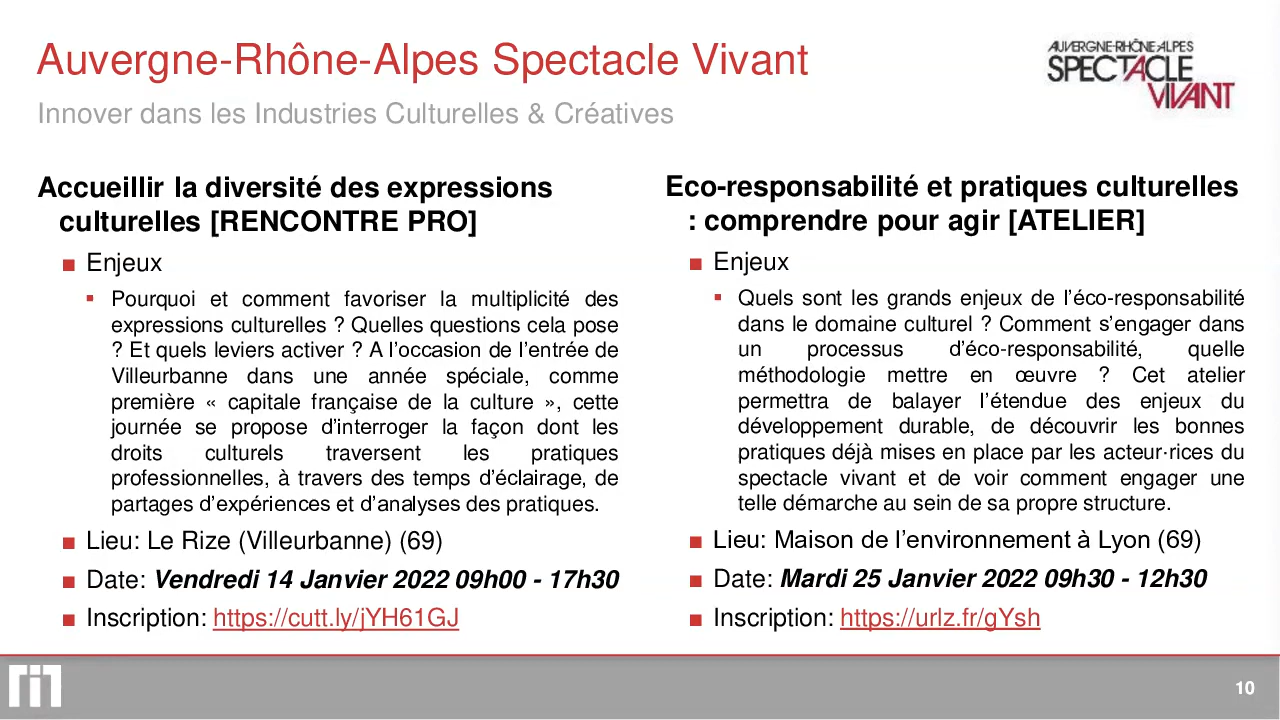 Auvergne-Rhône-Alpes Spectacle Vivant
Innover dans les Industries Culturelles & Créatives
AUVERGNE-RHÔNE-ALPES
SPECTACLE
VIVANT
Accueillir la diversité des expressions
culturelles [RENCONTRE PRO]
■ Enjeux
▪ Pourquoi et comment favoriser la multiplicité des
expressions culturelles ? Quelles questions cela pose
? Et quels leviers activer ? A l’occasion de l’entrée de
Villeurbanne dans une année spéciale, comme
première « capitale française de la culture », cette
journée se propose d’interroger la façon dont les
droits culturels traversent les pratiques
professionnelles, à travers des temps d’éclairage, de
partages d’expériences et d’analyses des pratiques.
■ Lieu: Le Rize (Villeurbanne) (69)
■ Date: Vendredi 14 Janvier 2022 09h00 - 17h30
■ Inscription: https://cutt.ly/jYH61GJ
Eco-responsabilité et pratiques culturelles
: comprendre pour agir [ATELIER]
■ Enjeux
▪ Quels sont les grands enjeux de l’éco-responsabilité
dans le domaine culturel ? Comment s’engager dans
un processus d’éco-responsabilité, quelle
méthodologie mettre en œuvre ? Cet atelier
permettra de balayer l’étendue des enjeux du
développement durable, de découvrir les bonnes
pratiques déjà mises en place par les acteur·rices du
spectacle vivant et de voir comment engager une
telle démarche au sein de sa propre structure.
■ Lieu: Maison de l’environnement à Lyon (69)
■ Date: Mardi 25 Janvier 2022 09h30 - 12h30
■ Inscription: https://urlz.fr/gYsh
10